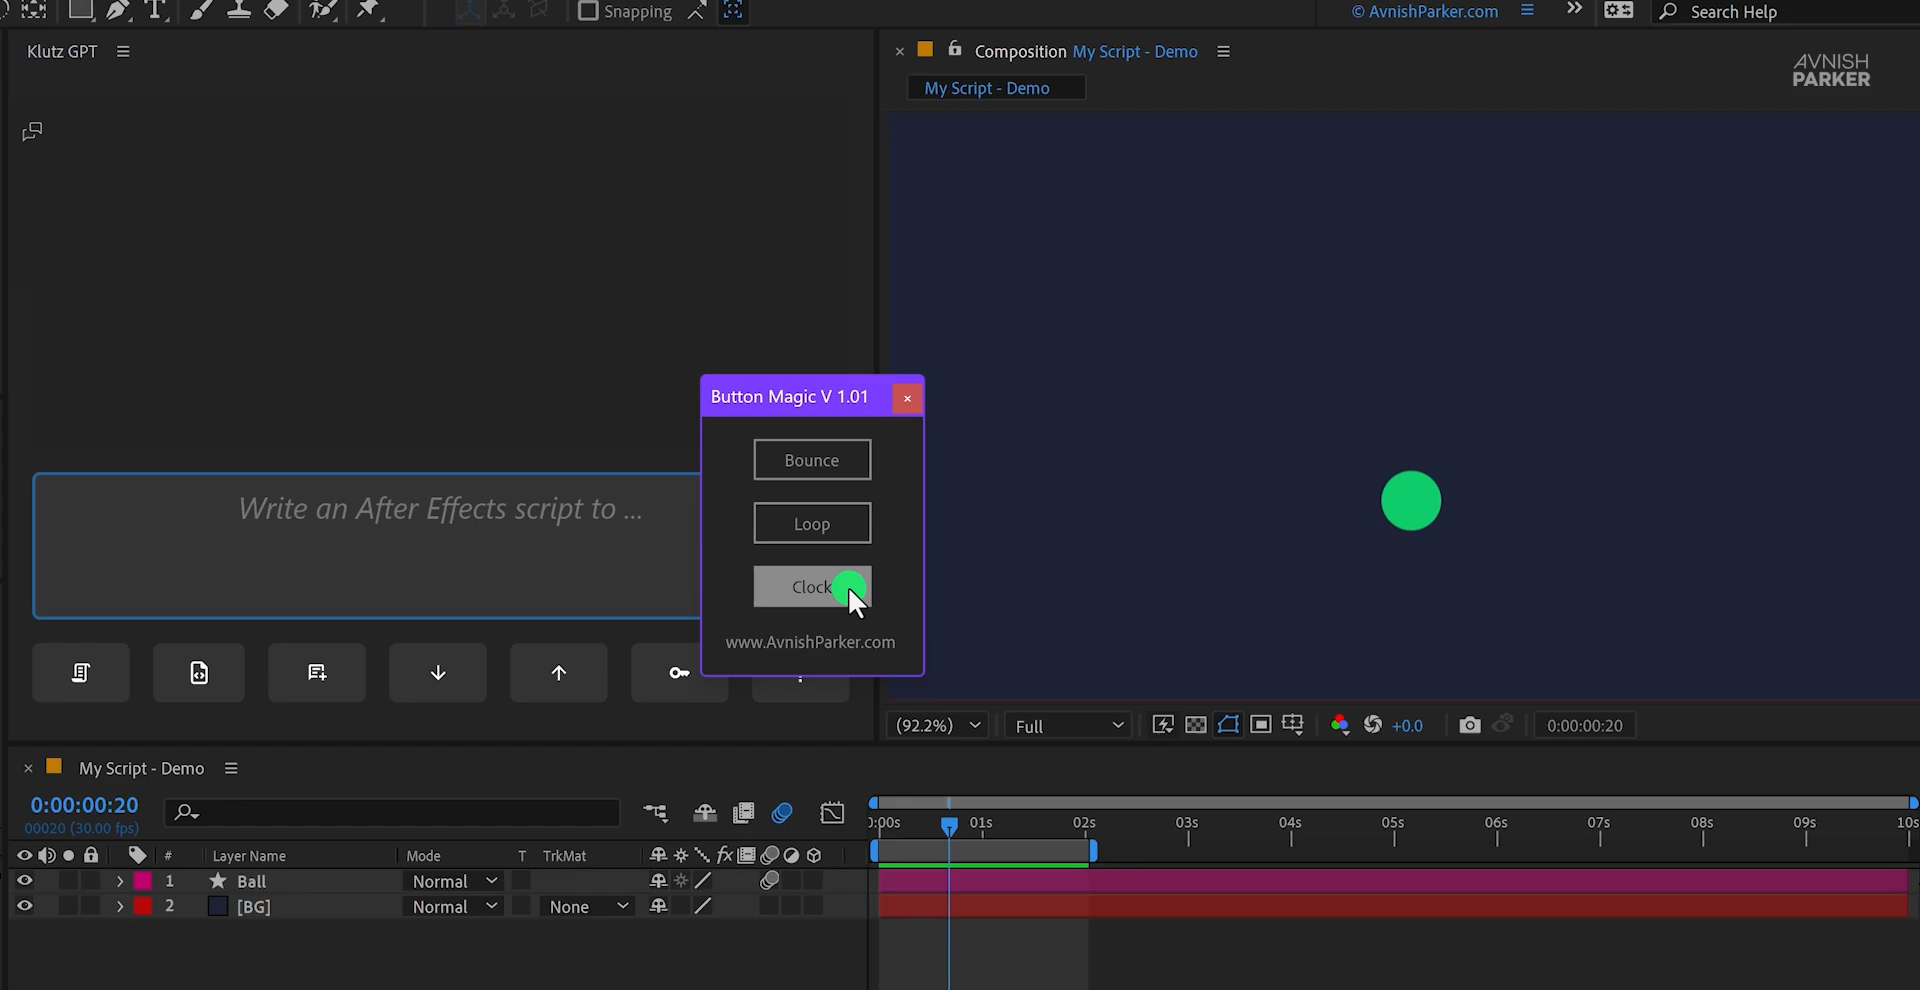 Snapping
© AvnishParker.com
Search Help
Klutz GPT
Composition My Script - Demo
AVNISH
PARKER
My Script - Demo
Button Magic V 1.01
Bounce
Write an After Effects script to ...
Loop
Clock
www.AvnishParker.com
(92.2%)
Full
+0.0
0:00:00:20
My Script - Demo
0:00:00:20
00020 (30.00 fps)
):00s 01s 02s 03s 04s 05s 06s 07s 08s 09s 10s
# Layer Name Mode T TrkMat fx
1 Ball Normal
2 [BG] Normal None